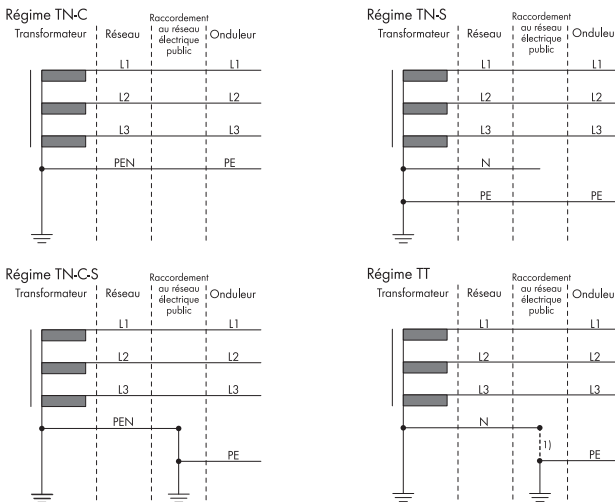 Régime TN-C
Transformateur
Réseau
Raccordement
au réseau
électrique
public
Onduleur
L1
L1
L2
L2
L3
L3
PEN
PE
Régime TN-S
Transformateur
Réseau
Raccordement
au réseau
électrique
public
Onduleur
L1
L1
L2
L2
L3
L3
N
PE
PE
Régime TN-C-S
Transformateur
Réseau
Raccordement
au réseau
électrique
public
Onduleur
L1
L1
L2
L2
L3
L3
PEN
PE
Régime TT
Transformateur
Réseau
Raccordement
au réseau
électrique
public
Onduleur
L1
L1
L2
L2
L3
L3
N
1)
PE